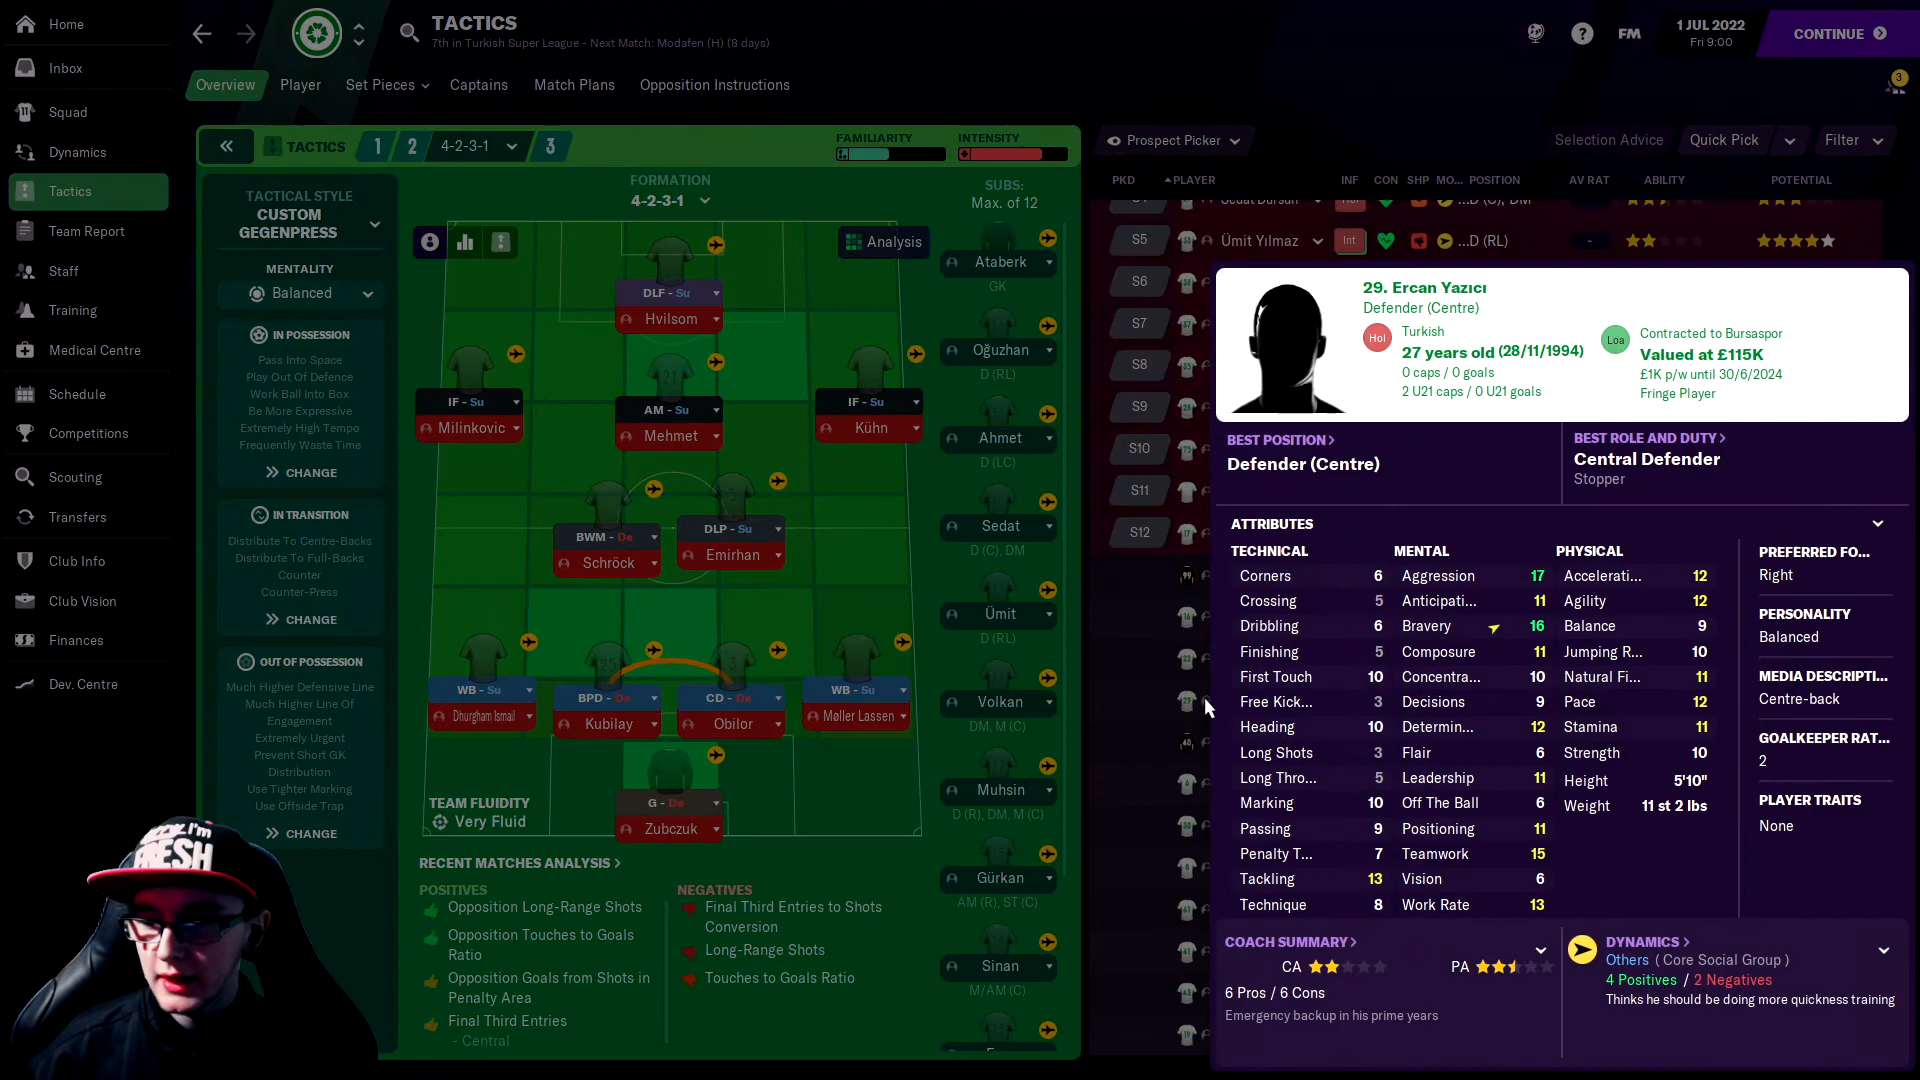 Home
Inbox
Squad
Dynamics
Tactics
Team Report
Staff
Training
Medical Centre
Schedule
Competitions
Scouting
Transfers
Club Info
Club Vision
Finances
Dev. Centre
TACTICS
7th in Turkish Super League - Next Match: Modafen (H) (8 days)
FM
1 JUL 2022
Fri 9:00
CONTINUE
3
Overview
Player
Set Pieces
Captains
Match Plans
Opposition Instructions
TACTICS
1
2
4-2-3-1
3
FAMILIARITY
INTENSITY
TACTICAL STYLE
CUSTOM
GEGENPRESS
MENTALITY
Balanced
IN POSSESSION
Pass Into Space
Play Out Of Defence
Work Ball Into Box
Be More Expressive
Extremely High Tempo
Frequently Waste Time
CHANGE
IN TRANSITION
Distribute To Centre-Backs
Distribute To Full-Backs
Counter
Counter-Press
CHANGE
OUT OF POSSESSION
Much Higher Defensive Line
Much Higher Line Of
Engagement
Extremely Urgent
Prevent Short GK
Distribution
Use Tighter Marking
Use Offside Trap
CHANGE
FORMATION
4-2-3-1
Analysis
DLF - Su
Hvilsom
IF - Su
Milinkovic
21
AM - Su
Mehmet
IF - Su
Kühn
BWM - De
Schröck
DLP - Su
Emirhan
WB - Su
Dhurgham Ismail
25
BPD - De
Kubilay
3
CD - De
Obilor
WB - Su
Møller Lassen
G - De
Zubczuk
TEAM FLUIDITY
Very Fluid
SUBS:
Max. of 12
Ataberk
GK
Oğuzhan
D (RL)
Ahmet
D (LC)
Sedat
D (C), DM
Ümit
D (RL)
Volkan
DM, M (C)
Muhsin
D (R), DM, M (C)
Gürkan
AM (R), ST (C)
Sinan
M/AM (C)
RECENT MATCHES ANALYSIS >
POSITIVES
Opposition Long-Range Shots
Opposition Touches to Goals
Ratio
Opposition Goals from Shots in
Penalty Area
Final Third Entries
- Central
NEGATIVES
Final Third Entries to Shots
Conversion
Long-Range Shots
Touches to Goals Ratio
Prospect Picker
Selection Advice
Quick Pick
Filter
PKD
PLAYER
INF
CON
SHP
MO...
POSITION
AV RAT
ABILITY
POTENTIAL
Sedat Dursun
...D (C), DM
S5
Ümit Yılmaz
Int
...D (RL)
-
S6
S7
S8
S9
S10
S11
S12
29. Ercan Yazıcı
Defender (Centre)
Hol
Turkish
27 years old (28/11/1994)
0 caps / 0 goals
2 U21 caps / 0 U21 goals
Loa
Contracted to Bursaspor
Valued at £115K
£1K p/w until 30/6/2024
Fringe Player
BEST POSITION>
Defender (Centre)
BEST ROLE AND DUTY>
Central Defender
Stopper
ATTRIBUTES
TECHNICAL
Corners 6
Crossing 5
Dribbling 6
Finishing 5
First Touch 10
Free Kick... 3
Heading 10
Long Shots 3
Long Thro... 5
Marking 10
Passing 9
Penalty T... 7
Tackling 13
Technique 8
MENTAL
Aggression 17
Anticipati... 11
Bravery 16
Composure 11
Concentra... 10
Decisions 9
Determin... 12
Flair 6
Leadership 11
Off The Ball 6
Positioning 11
Teamwork 15
Vision 6
Work Rate 13
PHYSICAL
Accelerati... 12
Agility 12
Balance 9
Jumping R... 10
Natural Fi... 11
Pace 12
Stamina 11
Strength 10
Height 5'10"
Weight 11 st 2 lbs
PREFERRED FO...
Right
PERSONALITY
Balanced
MEDIA DESCRIPTI...
Centre-back
GOALKEEPER RAT...
2
PLAYER TRAITS
None
COACH SUMMARY>
CA
PA
6 Pros / 6 Cons
Emergency backup in his prime years
DYNAMICS >
Others ( Core Social Group )
4 Positives / 2 Negatives
Thinks he should be doing more quickness training
I'm
FRESH